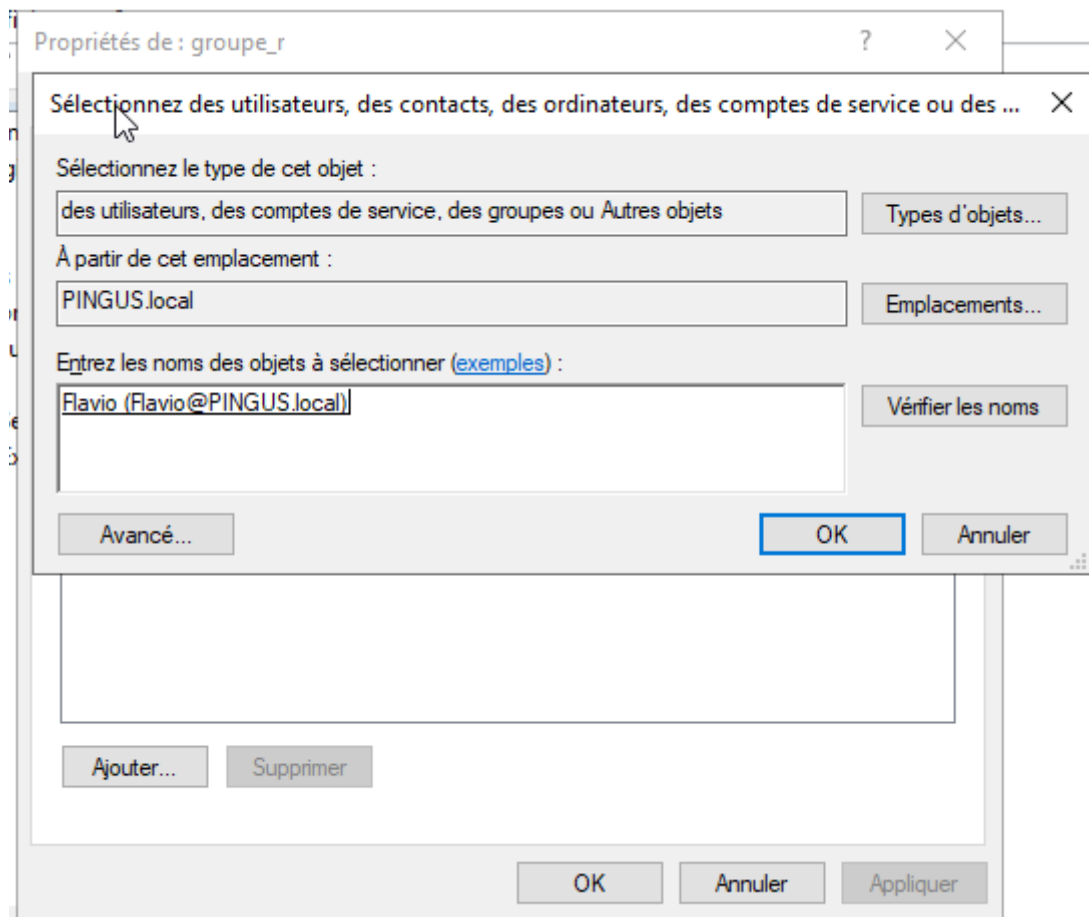 Propriétés de : groupe_r
Sélectionnez des utilisateurs, des contacts, des ordinateurs, des comptes de service ou des ...
Sélectionnez le type de cet objet :
des utilisateurs, des comptes de service, des groupes ou Autres objets
Types d'objets...
À partir de cet emplacement :
PINGUS.local
Emplacements...
Entrez les noms des objets à sélectionner (exemples) :
Flavio (Flavio@PINGUS.local)
Vérifier les noms
Avancé...
OK
Annuler
Ajouter...
Supprimer
OK
Annuler
Appliquer